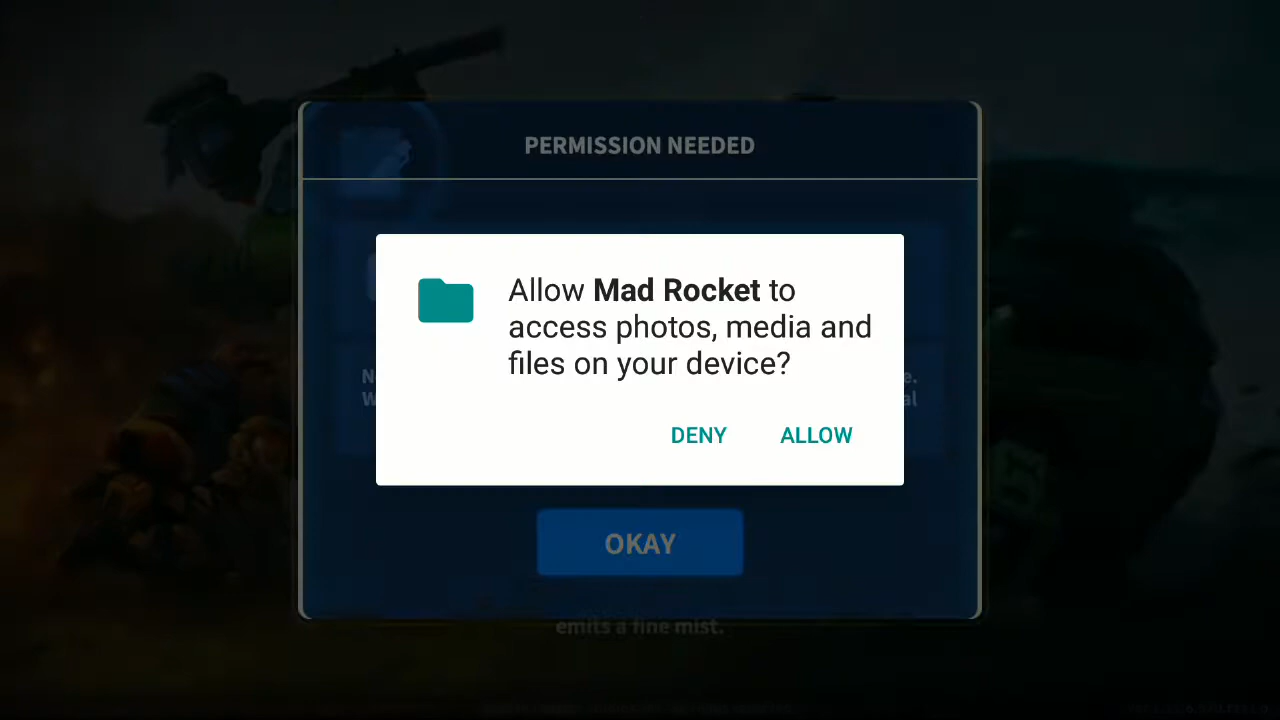 PERMISSION NEEDED
Allow Mad Rocket to
access photos, media and
files on your device?
DENY ALLOW
OKAY
emits a fine mist.